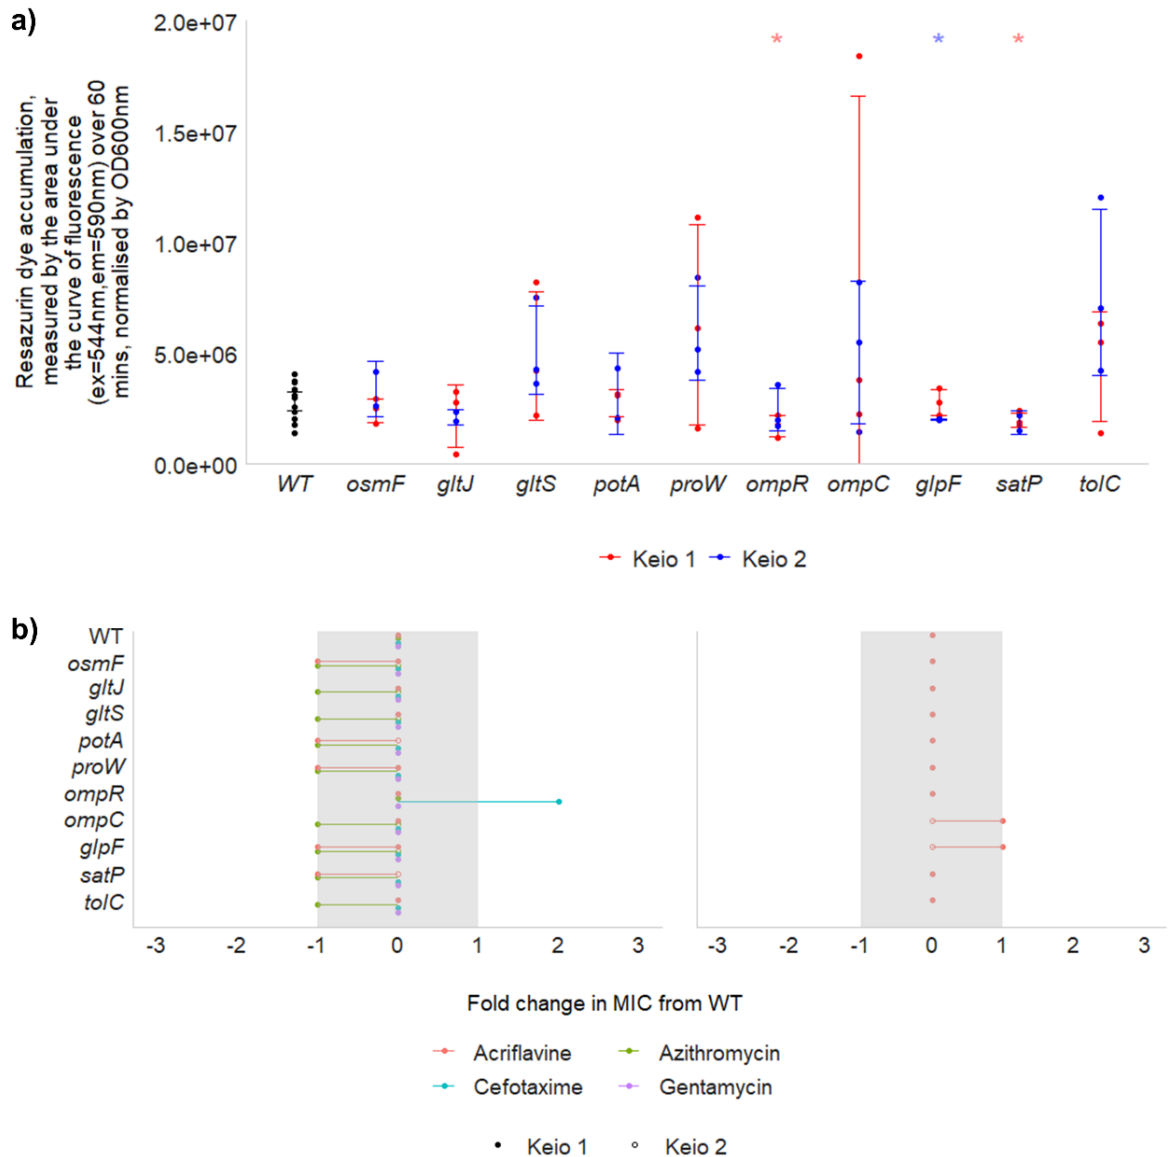 a)
Resazurin dye accumulation,
measured by the area under
the curve of fluorescence
(ex=544nm,em=590nm) over 60
mins, normalised by OD600nm
2.0e+07
1.5e+07
1.0e+07
5.0e+06
0.0e+00
* * *
WT osmF gltJ gltS potA proW ompR ompC glpF satP tolC
Keio 1 Keio 2
b)
WT
osmF
gltJ
gltS
potA
proW
ompR
ompC
glpF
satP
tolC
-3 -2 -1 0 1 2 3 -3 -2 -1 0 1 2 3
Fold change in MIC from WT
Acriflavine Azithromycin
Cefotaxime Gentamycin
Keio 1 Keio 2